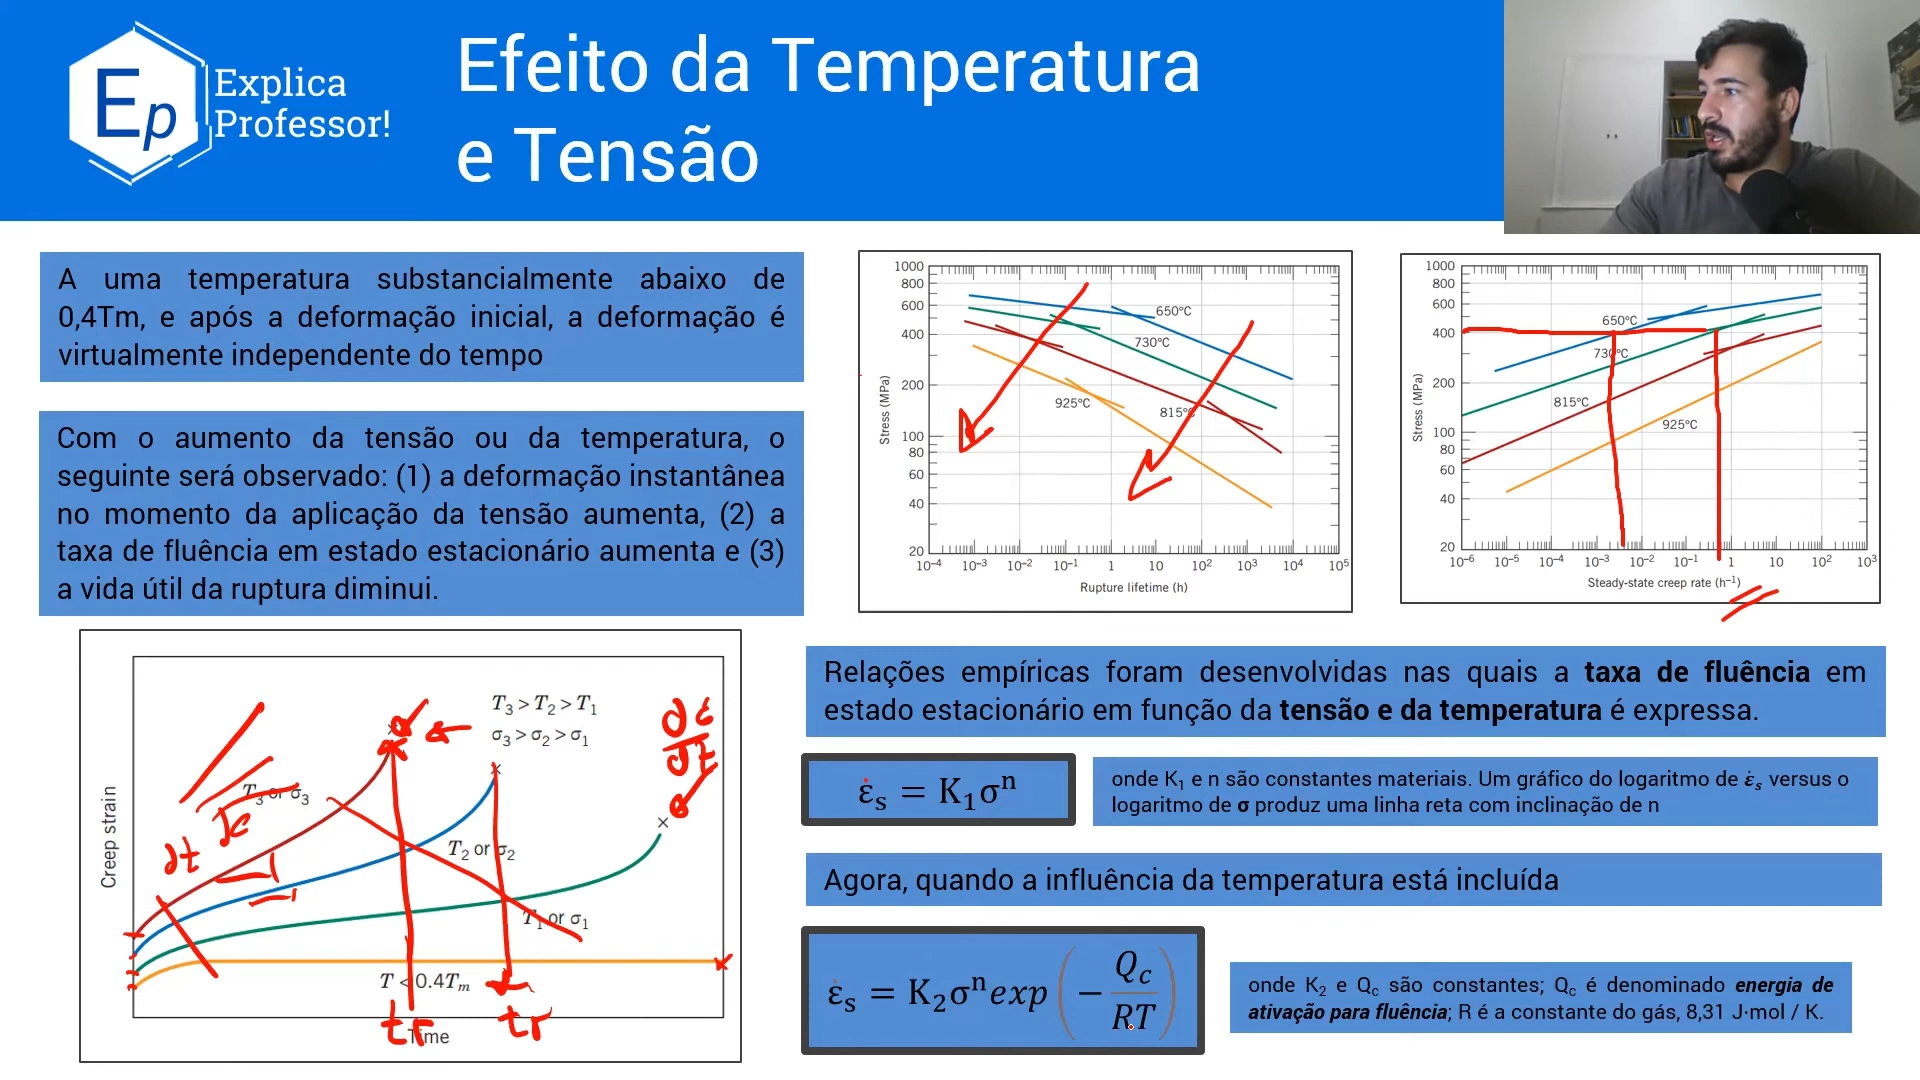 Ep Explica
Professor!
Efeito da Temperatura
e Tensão
A uma temperatura substancialmente abaixo de
0,4Tm, e após a deformação inicial, a deformação é
virtualmente independente do tempo
Com o aumento da tensão ou da temperatura, o
seguinte será observado: (1) a deformação instantânea
no momento da aplicação da tensão aumenta, (2) a
taxa de fluência em estado estacionário aumenta e (3)
a vida útil da ruptura diminui.
Stress (MPa)
1000
800
600
400
200
100
80
60
40
20
650°C
730°C
925°C
815°C
10⁻⁴ 10⁻³ 10⁻² 10⁻¹ 1 10 10² 10³ 10⁴ 10⁵
Rupture lifetime (h)
Stress (MPa)
1000
800
600
400
200
100
80
60
40
20
650°C
730°C
815°C
925°C
10⁻⁶ 10⁻⁵ 10⁻⁴ 10⁻³ 10⁻² 10⁻¹ 1 10 10² 10³
Steady-state creep rate (h⁻¹)
Creep strain
T₃ > T₂ > T₁
σ₃ > σ₂ > σ₁
T₃ or σ₃
T₂ or σ₂
T₁ or σ₁
T < 0.4Tₘ
Time
∂ε
∂t
∂t
tr
tr
Relações empíricas foram desenvolvidas nas quais a taxa de fluência em
estado estacionário em função da tensão e da temperatura é expressa.
ε̇ₛ = K₁σⁿ
onde K₁ e n são constantes materiais. Um gráfico do logaritmo de ε̇ₛ versus o
logaritmo de σ produz uma linha reta com inclinação de n
Agora, quando a influência da temperatura está incluída
ε̇ₛ = K₂σⁿexp(−Q꜀/RT)
onde K₂ e Q꜀ são constantes; Q꜀ é denominado energia de
ativação para fluência; R é a constante do gás, 8,31 J·mol / K.